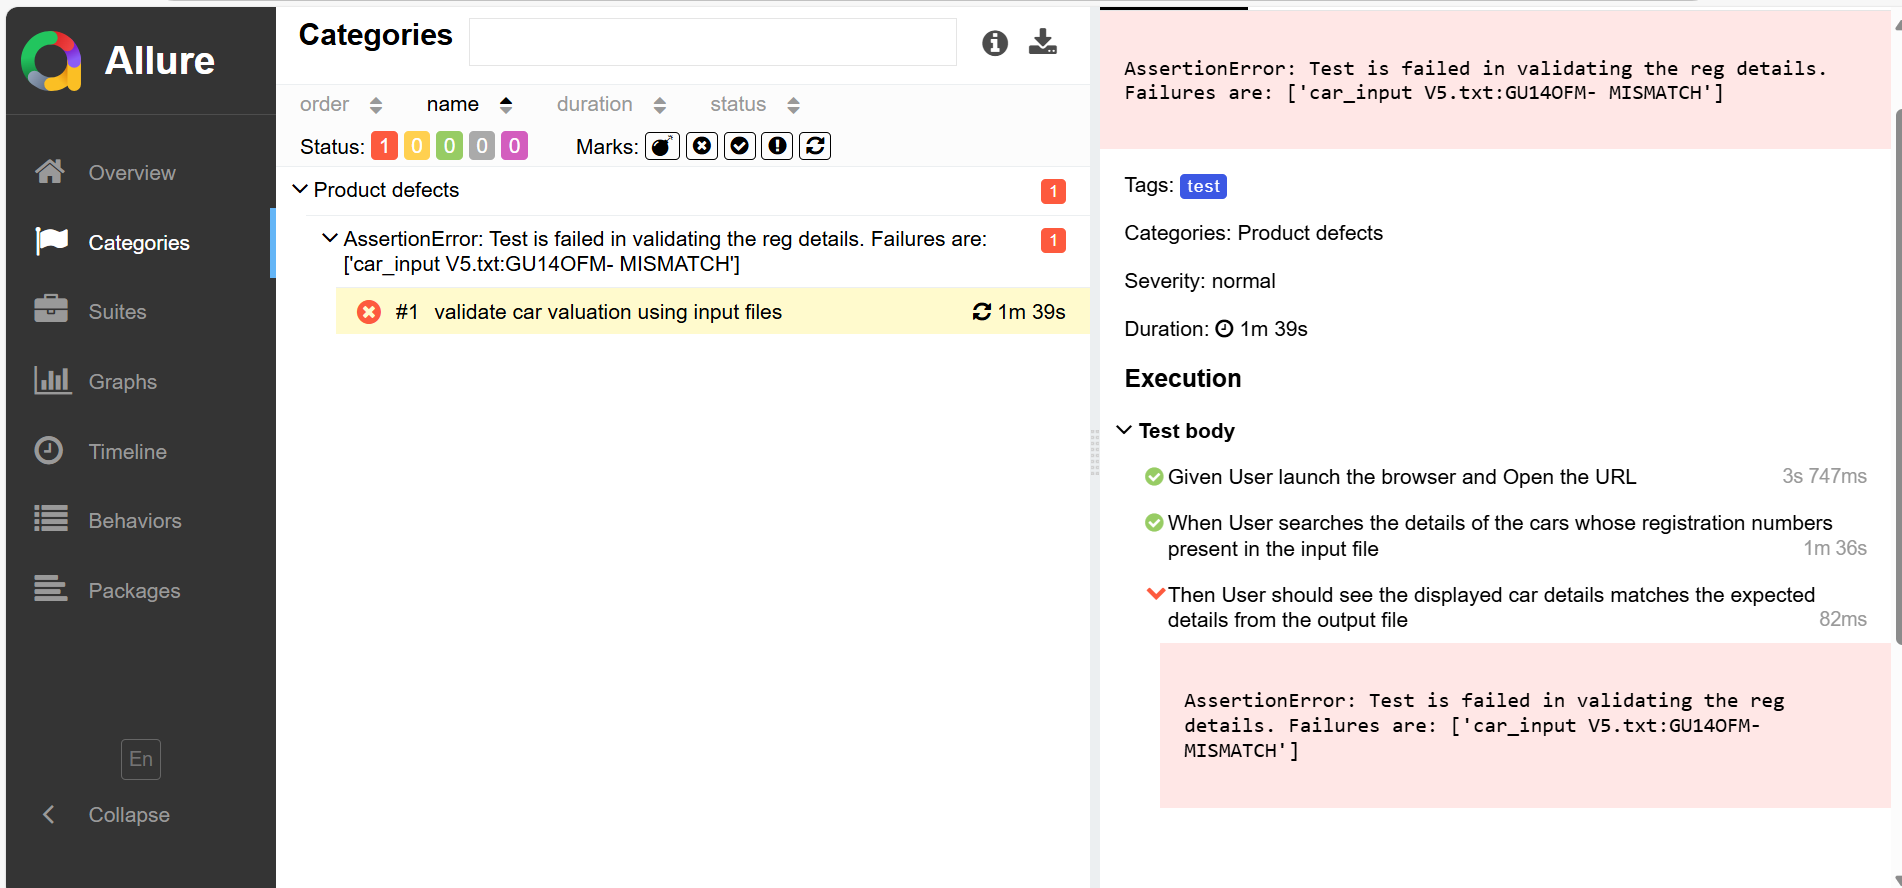 Allure
Overview
Categories
Suites
Graphs
Timeline
Behaviors
Packages
En
Collapse
Categories
order name duration status
Status: 1 0 0 0 0 Marks:
Product defects 1
AssertionError: Test is failed in validating the reg details. Failures are: 1
['car_input V5.txt:GU14OFM- MISMATCH']
#1 validate car valuation using input files 1m 39s
AssertionError: Test is failed in validating the reg details.
Failures are: ['car_input V5.txt:GU14OFM- MISMATCH']
Tags: test
Categories: Product defects
Severity: normal
Duration: 1m 39s
Execution
Test body
Given User launch the browser and Open the URL 3s 747ms
When User searches the details of the cars whose registration numbers
present in the input file 1m 36s
Then User should see the displayed car details matches the expected
details from the output file 82ms
AssertionError: Test is failed in validating the reg
details. Failures are: ['car_input V5.txt:GU14OFM-
MISMATCH']